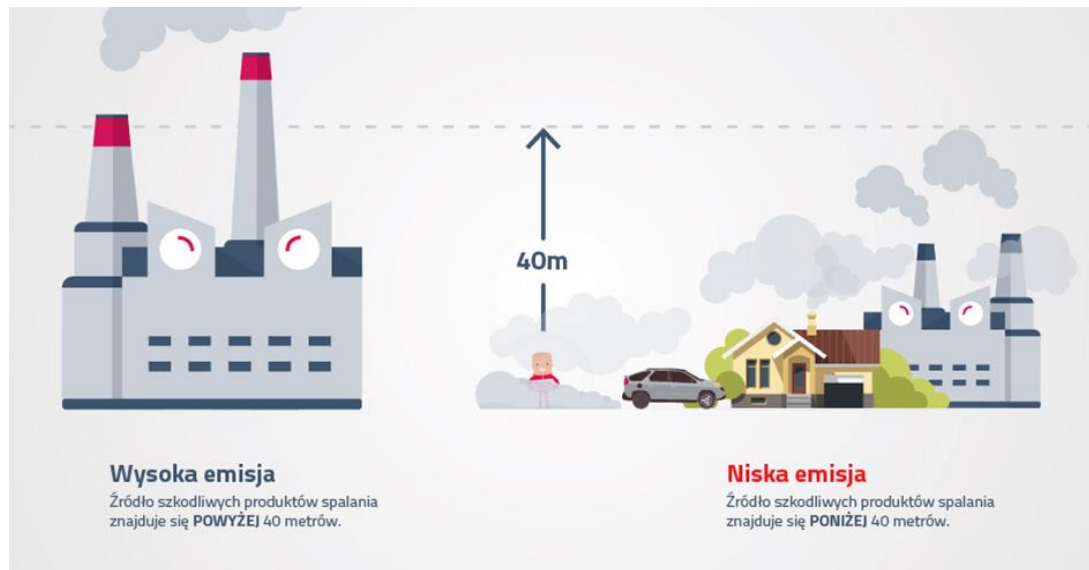 40m
Wysoka emisja
Źródło szkodliwych produktów spalania
znajduje się POWYŻEJ 40 metrów.
Niska emisja
Źródło szkodliwych produktów spalania
znajduje się PONIŻEJ 40 metrów.